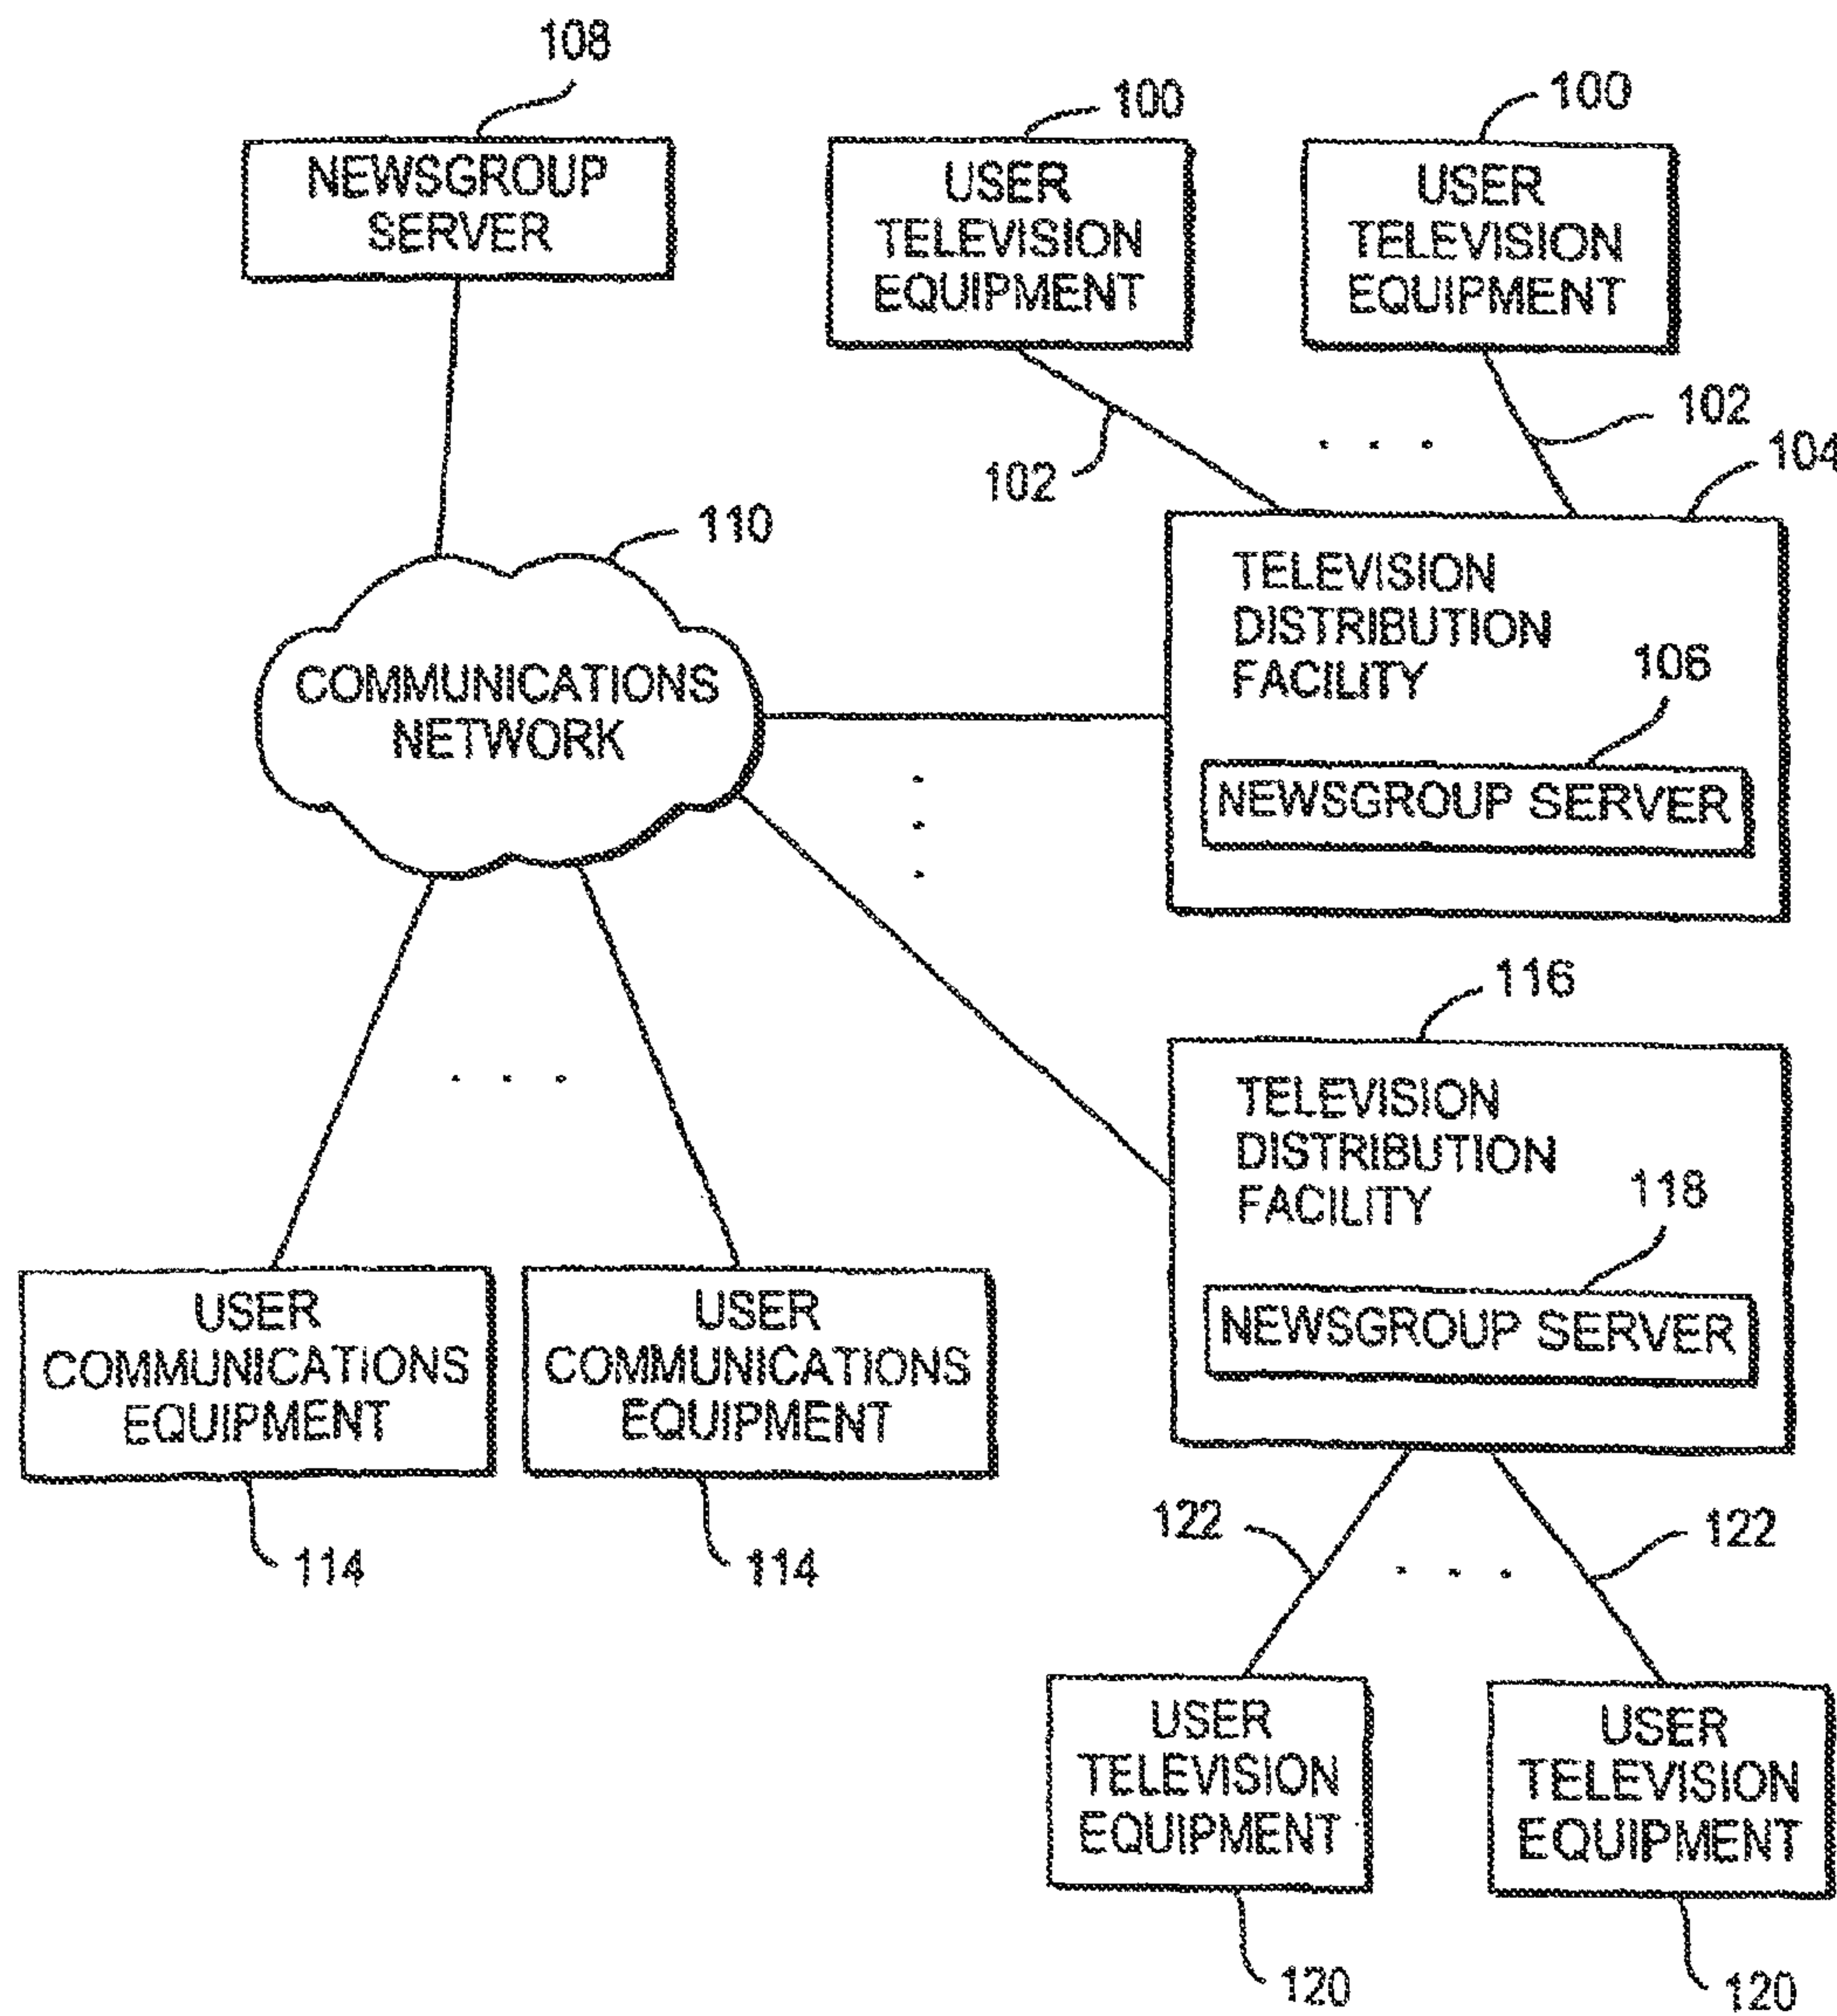 108
NEWSGROUP
SERVER
100
USER
TELEVISION
EQUIPMENT
100
USER
TELEVISION
EQUIPMENT
102
102
104
110
COMMUNICATIONS
NETWORK
TELEVISION
DISTRIBUTION
FACILITY
106
NEWSGROUP SERVER
116
TELEVISION
DISTRIBUTION
FACILITY
118
NEWSGROUP SERVER
USER
COMMUNICATIONS
EQUIPMENT
114
USER
COMMUNICATIONS
EQUIPMENT
114
122
122
USER
TELEVISION
EQUIPMENT
120
USER
TELEVISION
EQUIPMENT
120